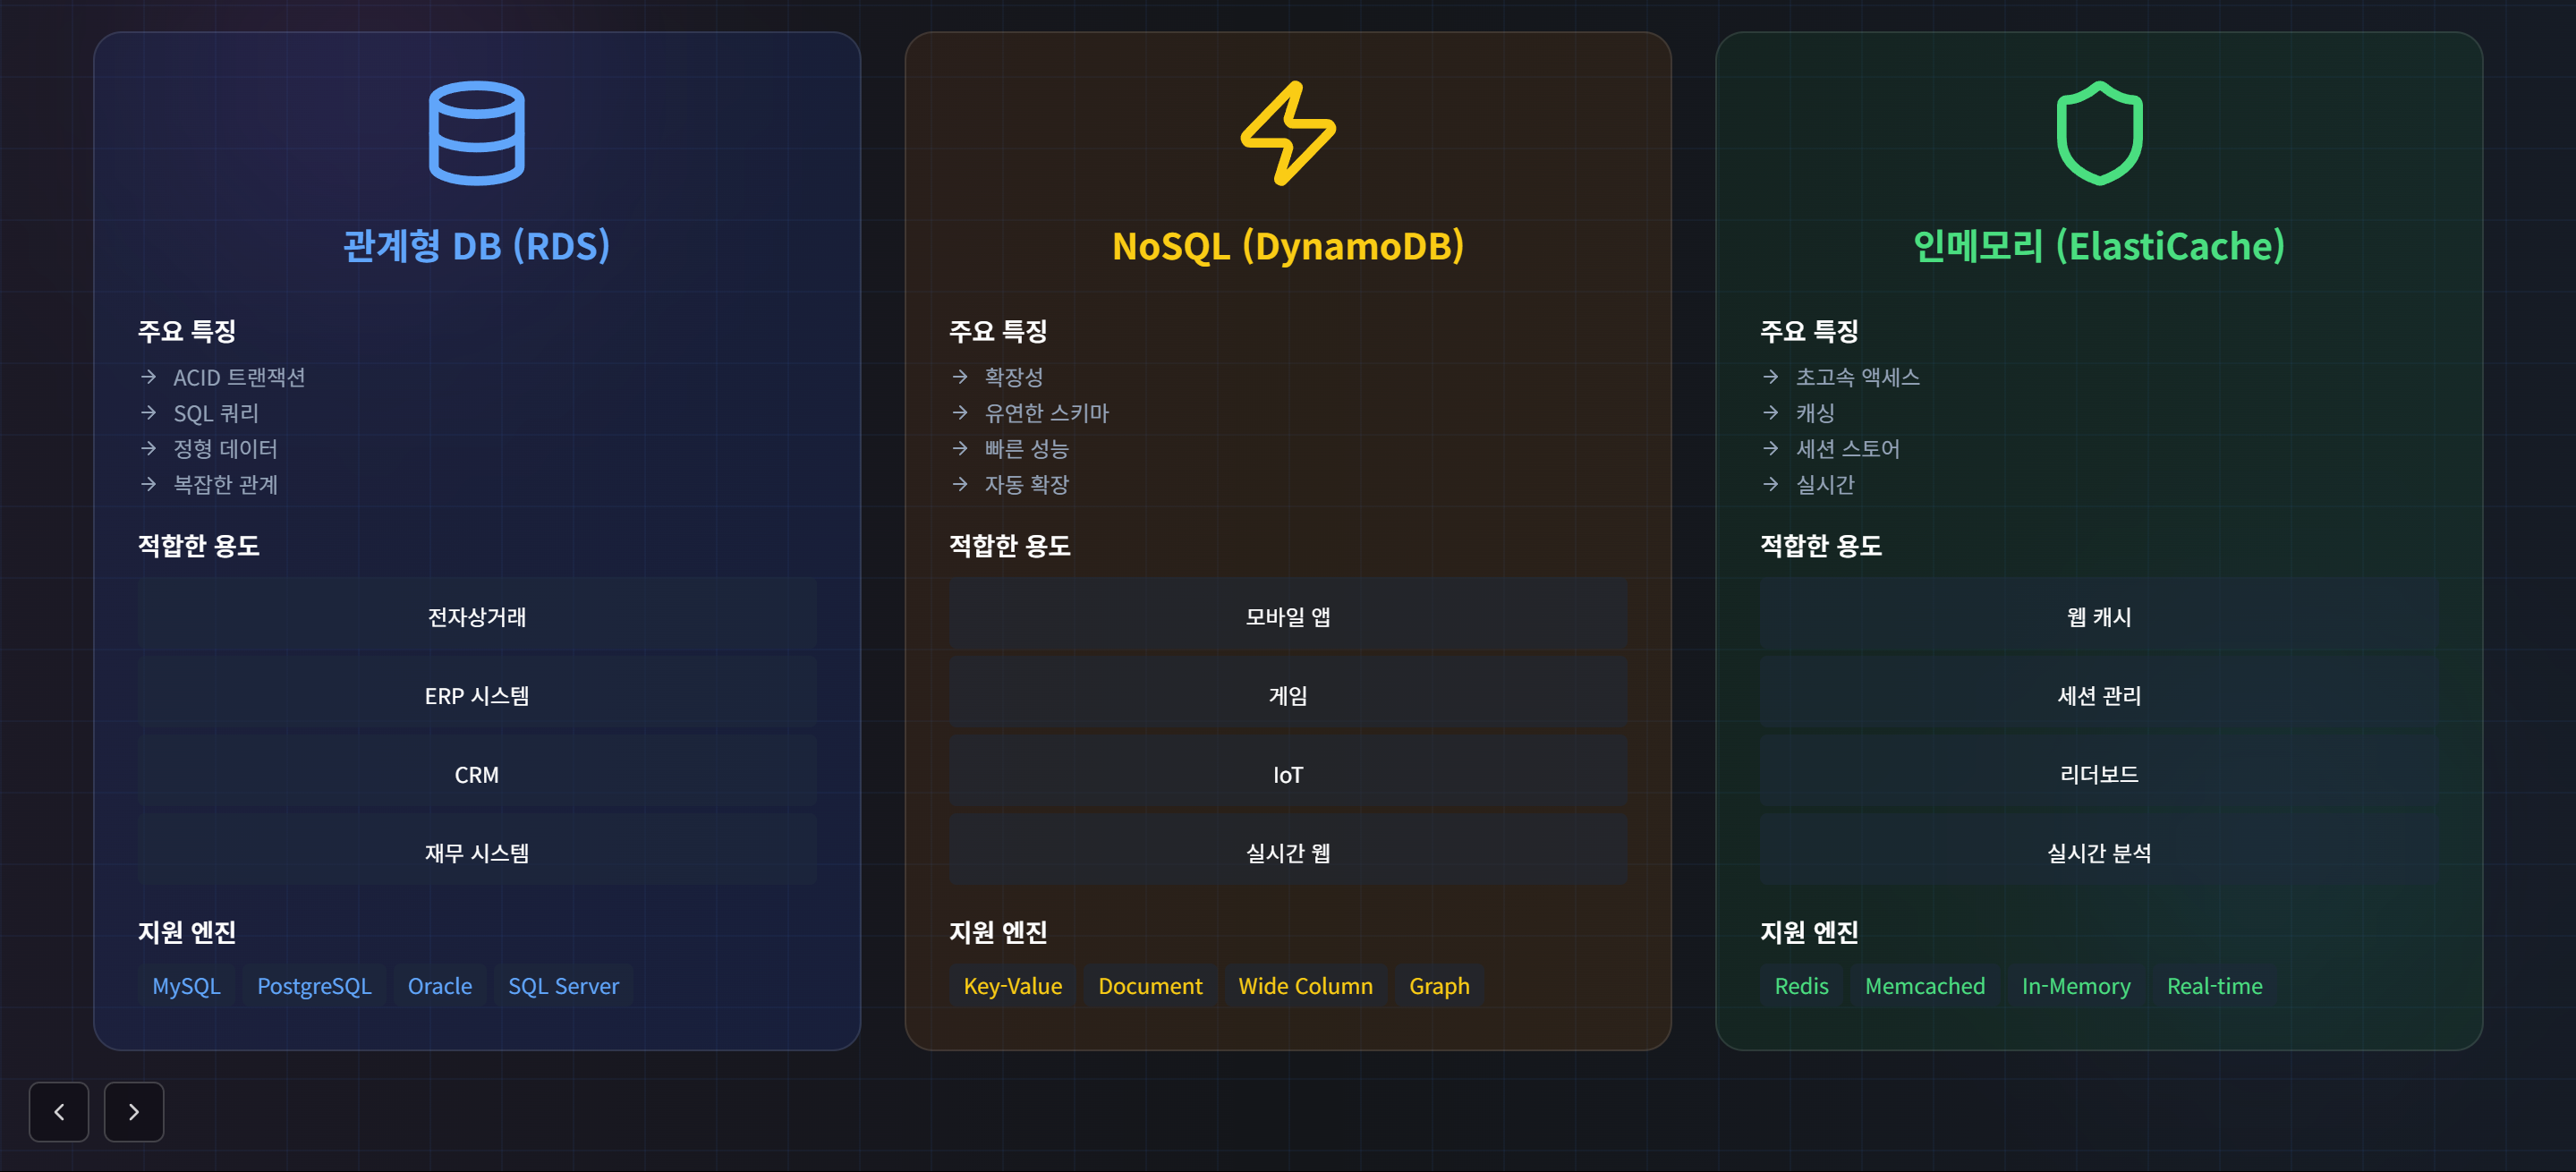 관계형 DB (RDS)
주요 특징
→ ACID 트랜잭션
→ SQL 쿼리
→ 정형 데이터
→ 복잡한 관계
적합한 용도
전자상거래
ERP 시스템
CRM
재무 시스템
지원 엔진
MySQL PostgreSQL Oracle SQL Server
NoSQL (DynamoDB)
주요 특징
→ 확장성
→ 유연한 스키마
→ 빠른 성능
→ 자동 확장
적합한 용도
모바일 앱
게임
IoT
실시간 웹
지원 엔진
Key-Value Document Wide Column Graph
인메모리 (ElastiCache)
주요 특징
→ 초고속 액세스
→ 캐싱
→ 세션 스토어
→ 실시간
적합한 용도
웹 캐시
세션 관리
리더보드
실시간 분석
지원 엔진
Redis Memcached In-Memory Real-time